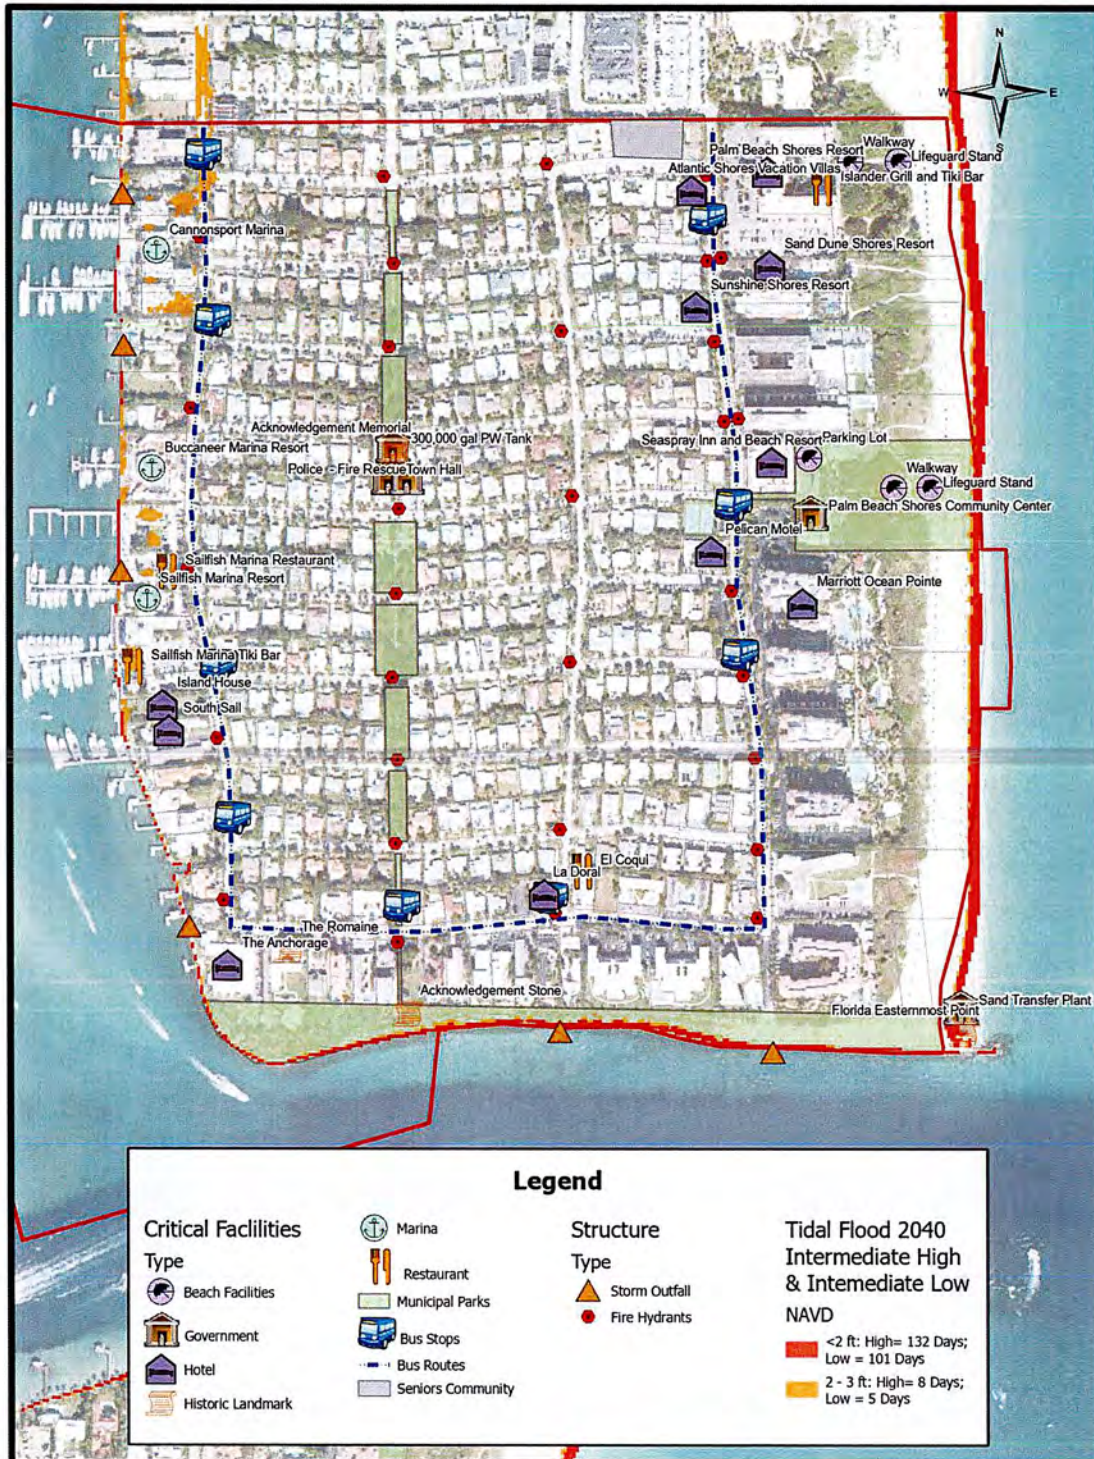 N
W E
S
Walkway
Palm Beach Shores Resort
Lifeguard Stand
Atlantic Shores Vacation Villas
Islander Grill and Tiki Bar
Cannonsport Marina
Sand Dune Shores Resort
Sunshine Shores Resort
Acknowledgement Memorial
300,000 gal PW Tank
Buccaneer Marina Resort
Seaspray Inn and Beach Resort
Parking Lot
Police - Fire Rescue
Town Hall
Walkway
Lifeguard Stand
Palm Beach Shores Community Center
Pelican Motel
Sailfish Marina Restaurant
Sailfish Marina Resort
Marriott Ocean Pointe
Sailfish Marina Tiki Bar
Island House
South Sail
El Coqui
La Doral
The Romaine
The Anchorage
Acknowledgement Stone
Sand Transfer Plant
Florida Easternmost Point
Legend
Critical Faclilities
Type
Beach Facilities
Government
Hotel
Historic Landmark
Marina
Restaurant
Municipal Parks
Bus Stops
Bus Routes
Seniors Community
Structure
Type
Storm Outfall
Fire Hydrants
Tidal Flood 2040
Intermediate High
& Intemediate Low
NAVD
<2 ft: High= 132 Days;
Low = 101 Days
2 - 3 ft: High= 8 Days;
Low = 5 Days